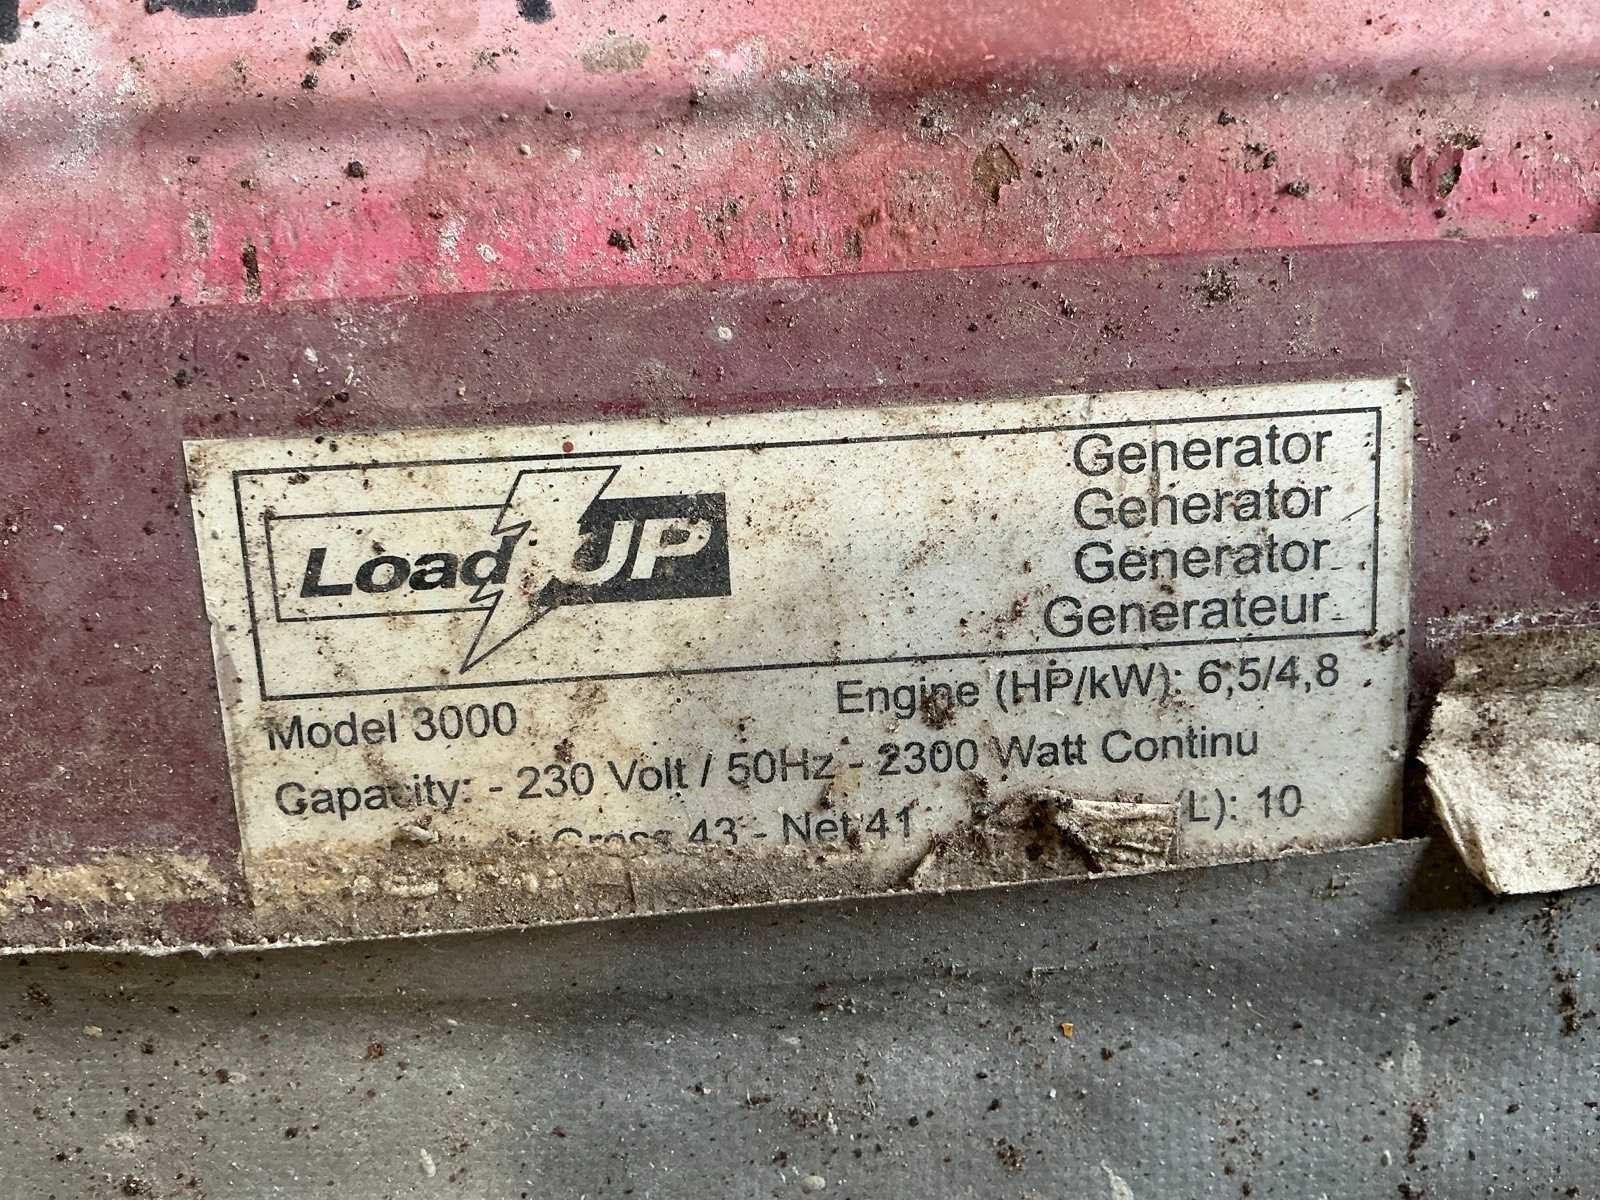 Load UP
Generator
Generator
Generator
Generateur
Model 3000
Engine (HP/kW): 6,5/4,8
Capacity: - 230 Volt / 50Hz - 2300 Watt Continu
Gross 43 - Net 41
(L): 10